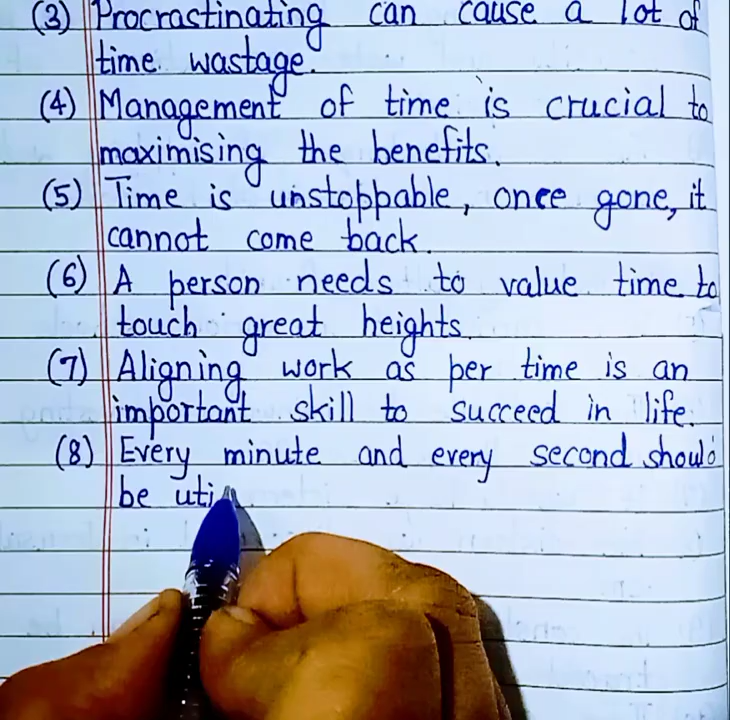 (3) Procrastinating can cause a lot of
time wastage.
(4) Management of time is crucial to
maximising the benefits.
(5) Time is unstoppable, once gone, it
cannot come back.
(6) A person needs to value time to
touch great heights.
(7) Aligning work as per time is an
important skill to succeed in life.
(8) Every minute and every second should
be uti